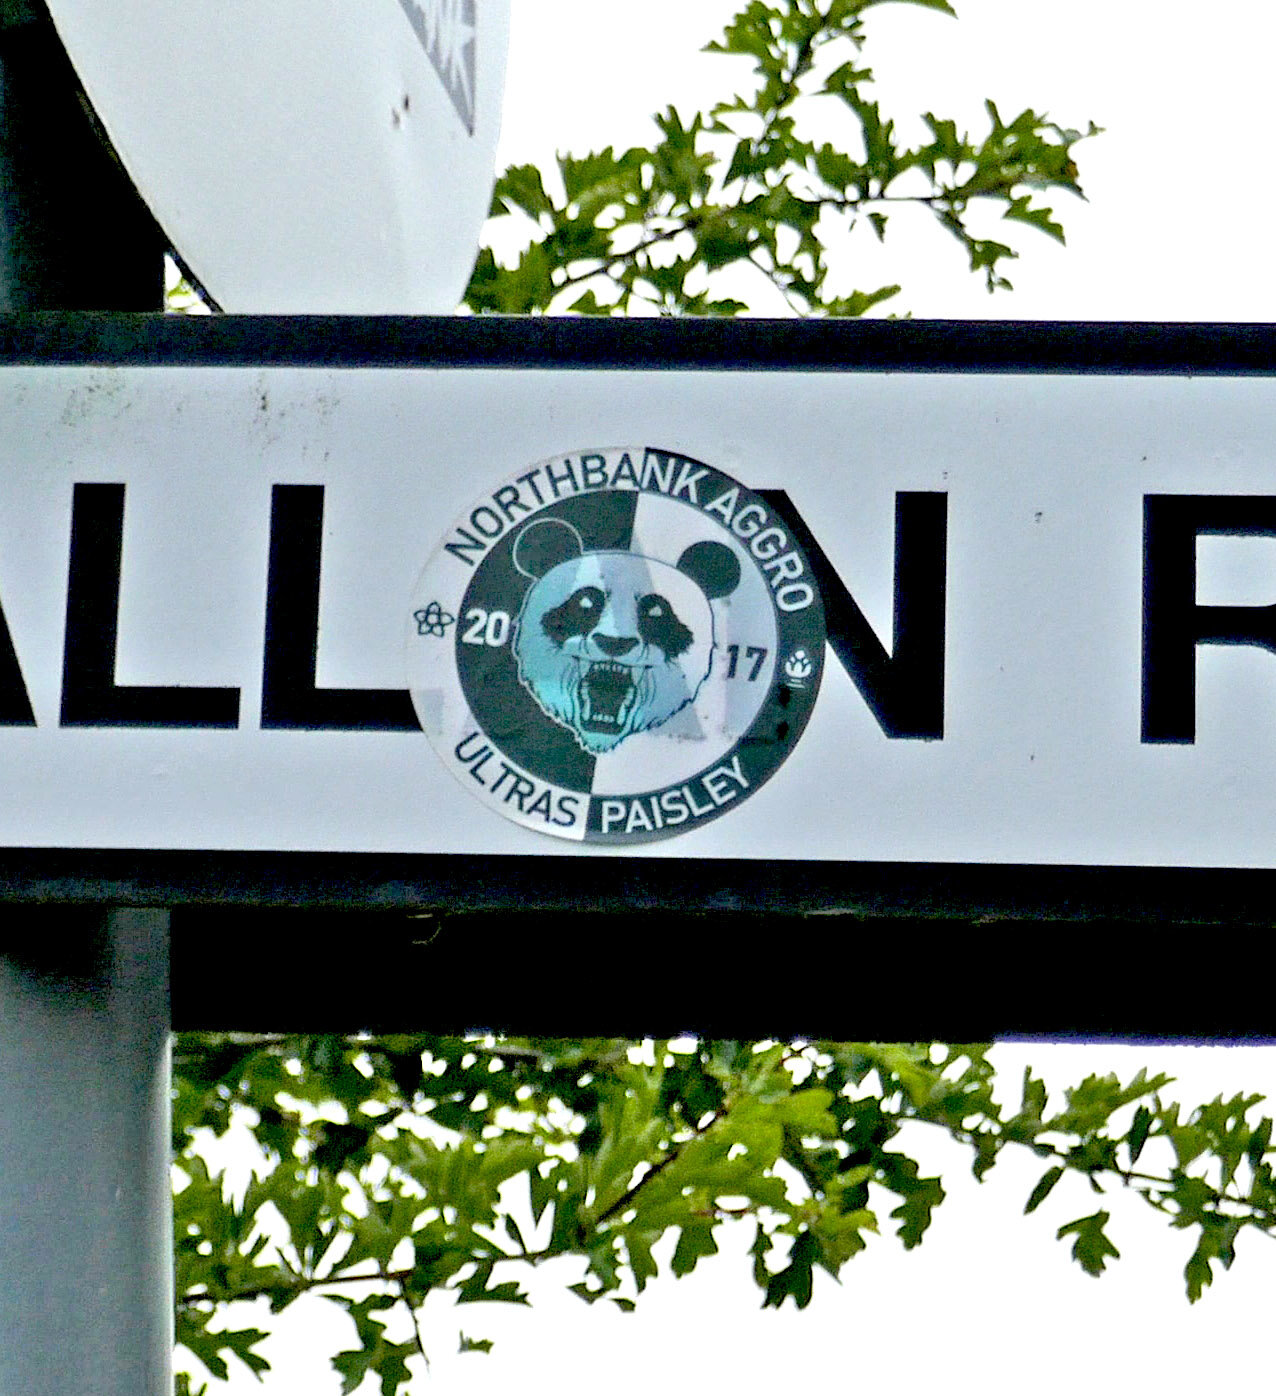 ALL N R
NORTHBANK AGGRO
20 17
ULTRAS PAISLEY